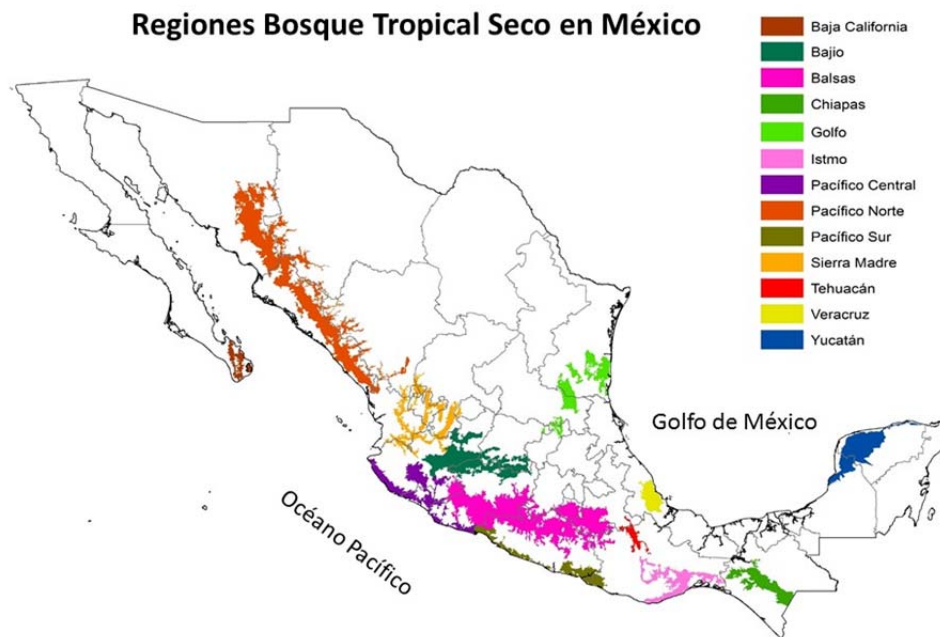 Regiones Bosque Tropical Seco en México
Baja California
Bajio
Balsas
Chiapas
Golfo
Istmo
Pacífico Central
Pacífico Norte
Pacífico Sur
Sierra Madre
Tehuacán
Veracruz
Yucatán
Golfo de México
Océano Pacífico